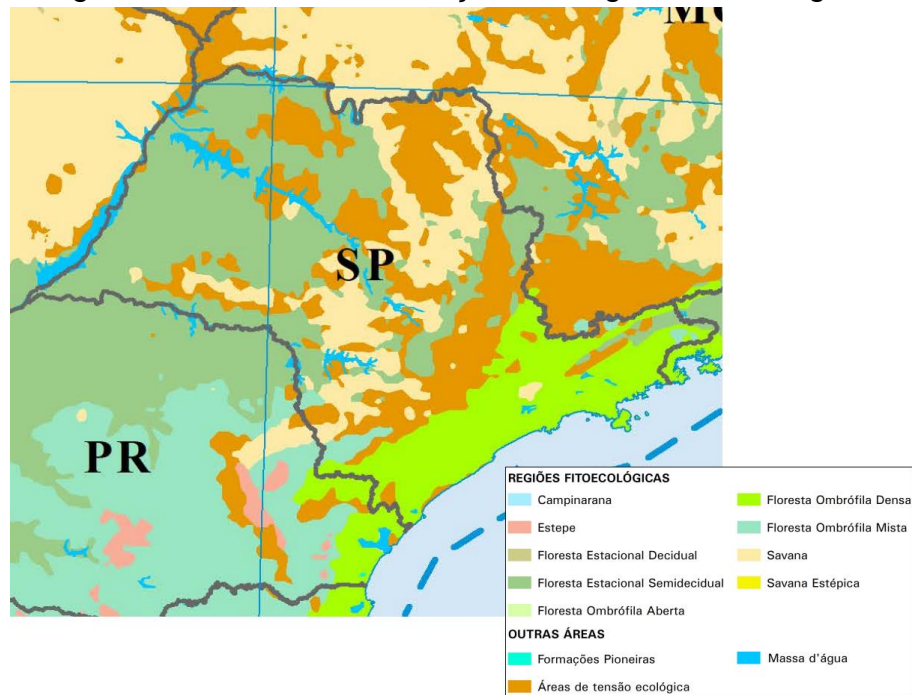 SP
PR
REGIÕES FITOECOLÓGICAS
Campinarana
Estepe
Floresta Estacional Decidual
Floresta Estacional Semidecidual
Floresta Ombrófila Aberta
Floresta Ombrófila Densa
Floresta Ombrófila Mista
Savana
Savana Estépica
OUTRAS ÁREAS
Formações Pioneiras
Áreas de tensão ecológica
Massa d'água